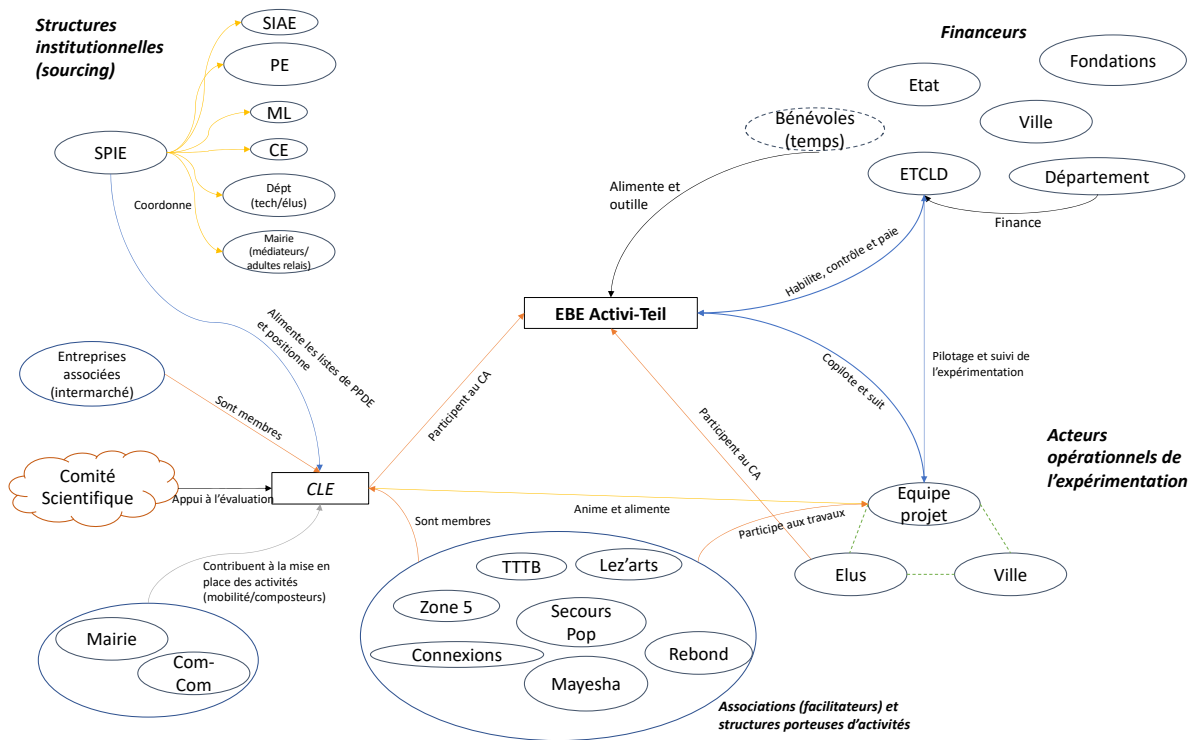 Structures
institutionnelles
(sourcing)
SIAE
PE
ML
CE
SPIE
Dépt
(tech/élus)
Coordonne
Mairie
(médiateurs/
adultes relais)
Financeurs
Fondations
Etat
Ville
Bénévoles
(temps)
ETCLD
Département
Alimente et
outille
Finance
Habilite, contrôle et paie
EBE Activi-Teil
Alimente les listes de PPDE
et positionne
Entreprises
associées
(intermarché)
Sont membres
Participent au CA
Copilote et suit
Pilotage et suivi de
l’expérimentation
Participent au CA
Acteurs
opérationnels de
l’expérimentation
Comité
Scientifique
Appui à l’évaluation
CLE
Equipe
projet
Anime et alimente
Sont membres
Participe aux travaux
Contribuent à la mise en
place des activités
(mobilité/composteurs)
TTTB
Lez’arts
Elus
Ville
Zone 5
Secours
Pop
Mairie
Com-
Com
Connexions
Rebond
Mayesha
Associations (facilitateurs) et
structures porteuses d’activités